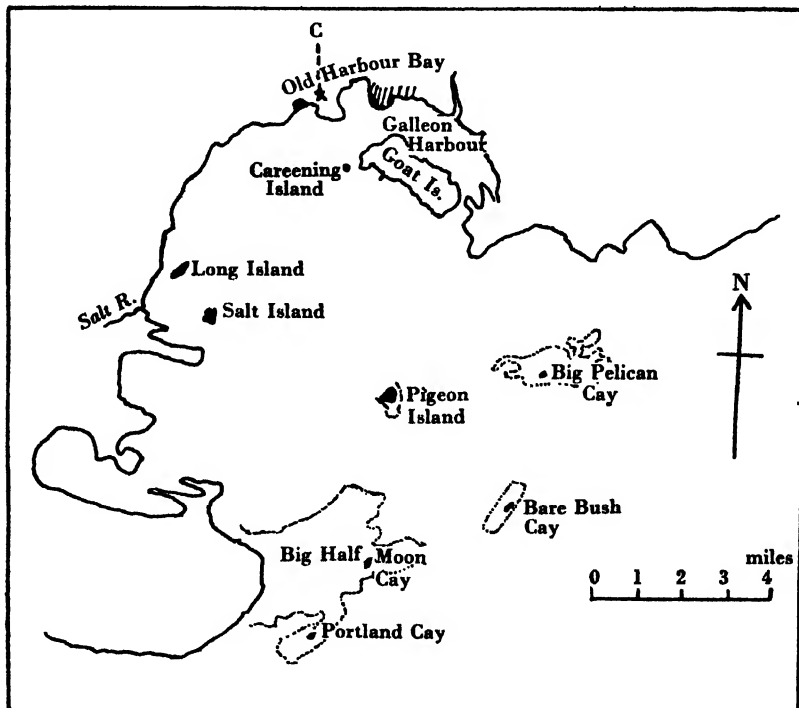 C
Old Harbour Bay
Galleon
Harbour
Goat Is.
Careening
Island
Long Island
Salt R.
Salt Island
N
Big Pelican
Cay
Pigeon
Island
Bare Bush
Cay
Big Half Moon
Cay
miles
0 1 2 3 4
Portland Cay